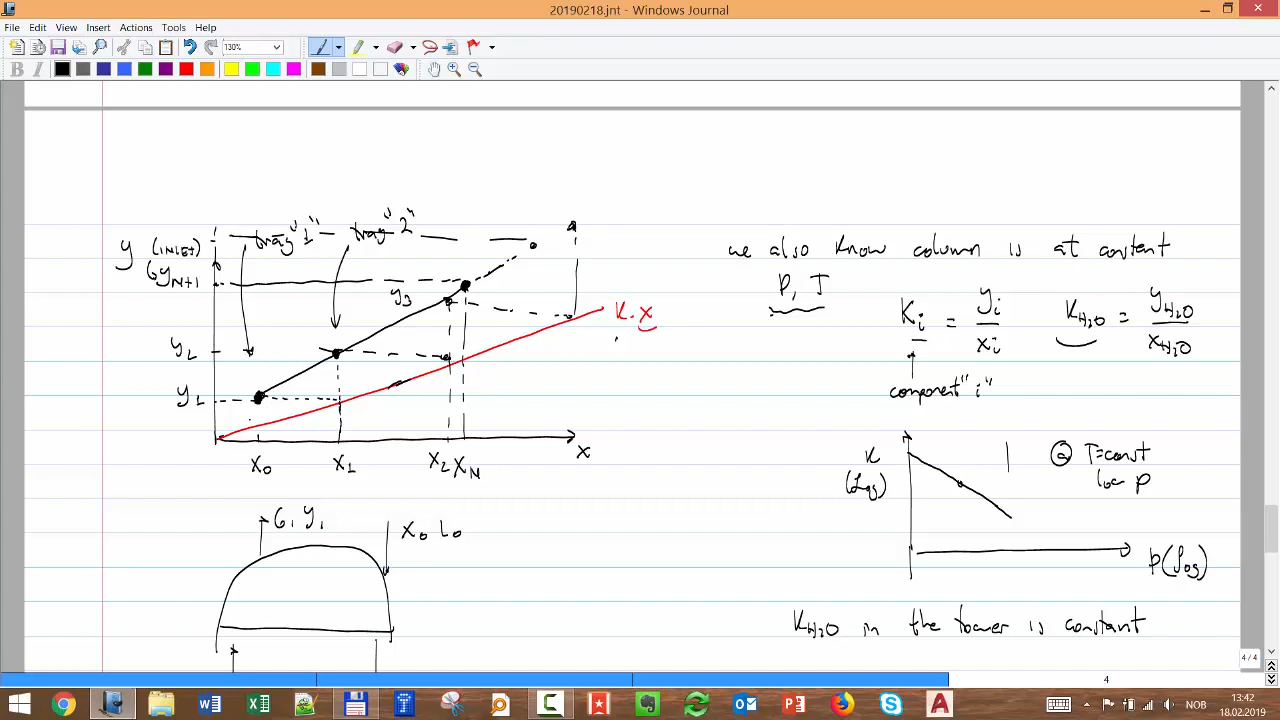 20190218.jnt - Windows Journal
File Edit View Insert Actions Tools Help
130%
y (INLET) tray "1" tray "2"
yN+1
y3
K.x
y2
y1
x0 x1 x2 xN x
G, y1
x0 L0
we also know column is at constant
P, T
Ki = yi / xi KH2O = yH2O / xH2O
component "i"
K (Log) @ T=const
low p
p(Log)
KH2O in the tower is constant
4 / 4
4
NOB
13:42
18.02.2019